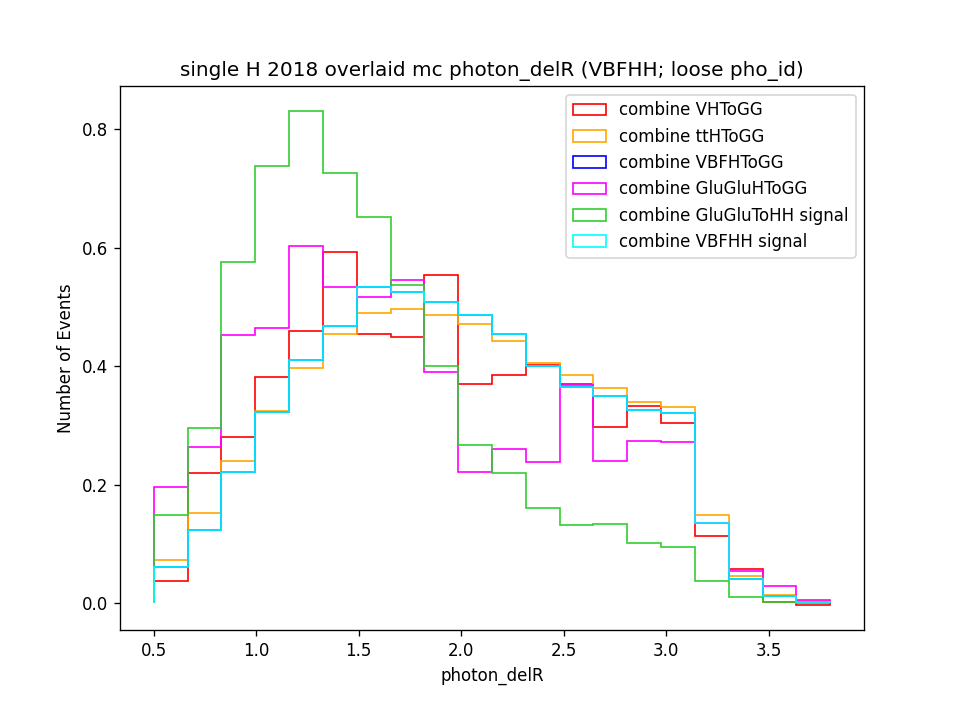 single H 2018 overlaid mc photon_delR (VBFHH; loose pho_id)
combine VHToGG
combine ttHToGG
combine VBFHToGG
combine GluGluHToGG
combine GluGluToHH signal
combine VBFHH signal
0.8
0.6
0.4
0.2
0.0
Number of Events
0.5 1.0 1.5 2.0 2.5 3.0 3.5
photon_delR